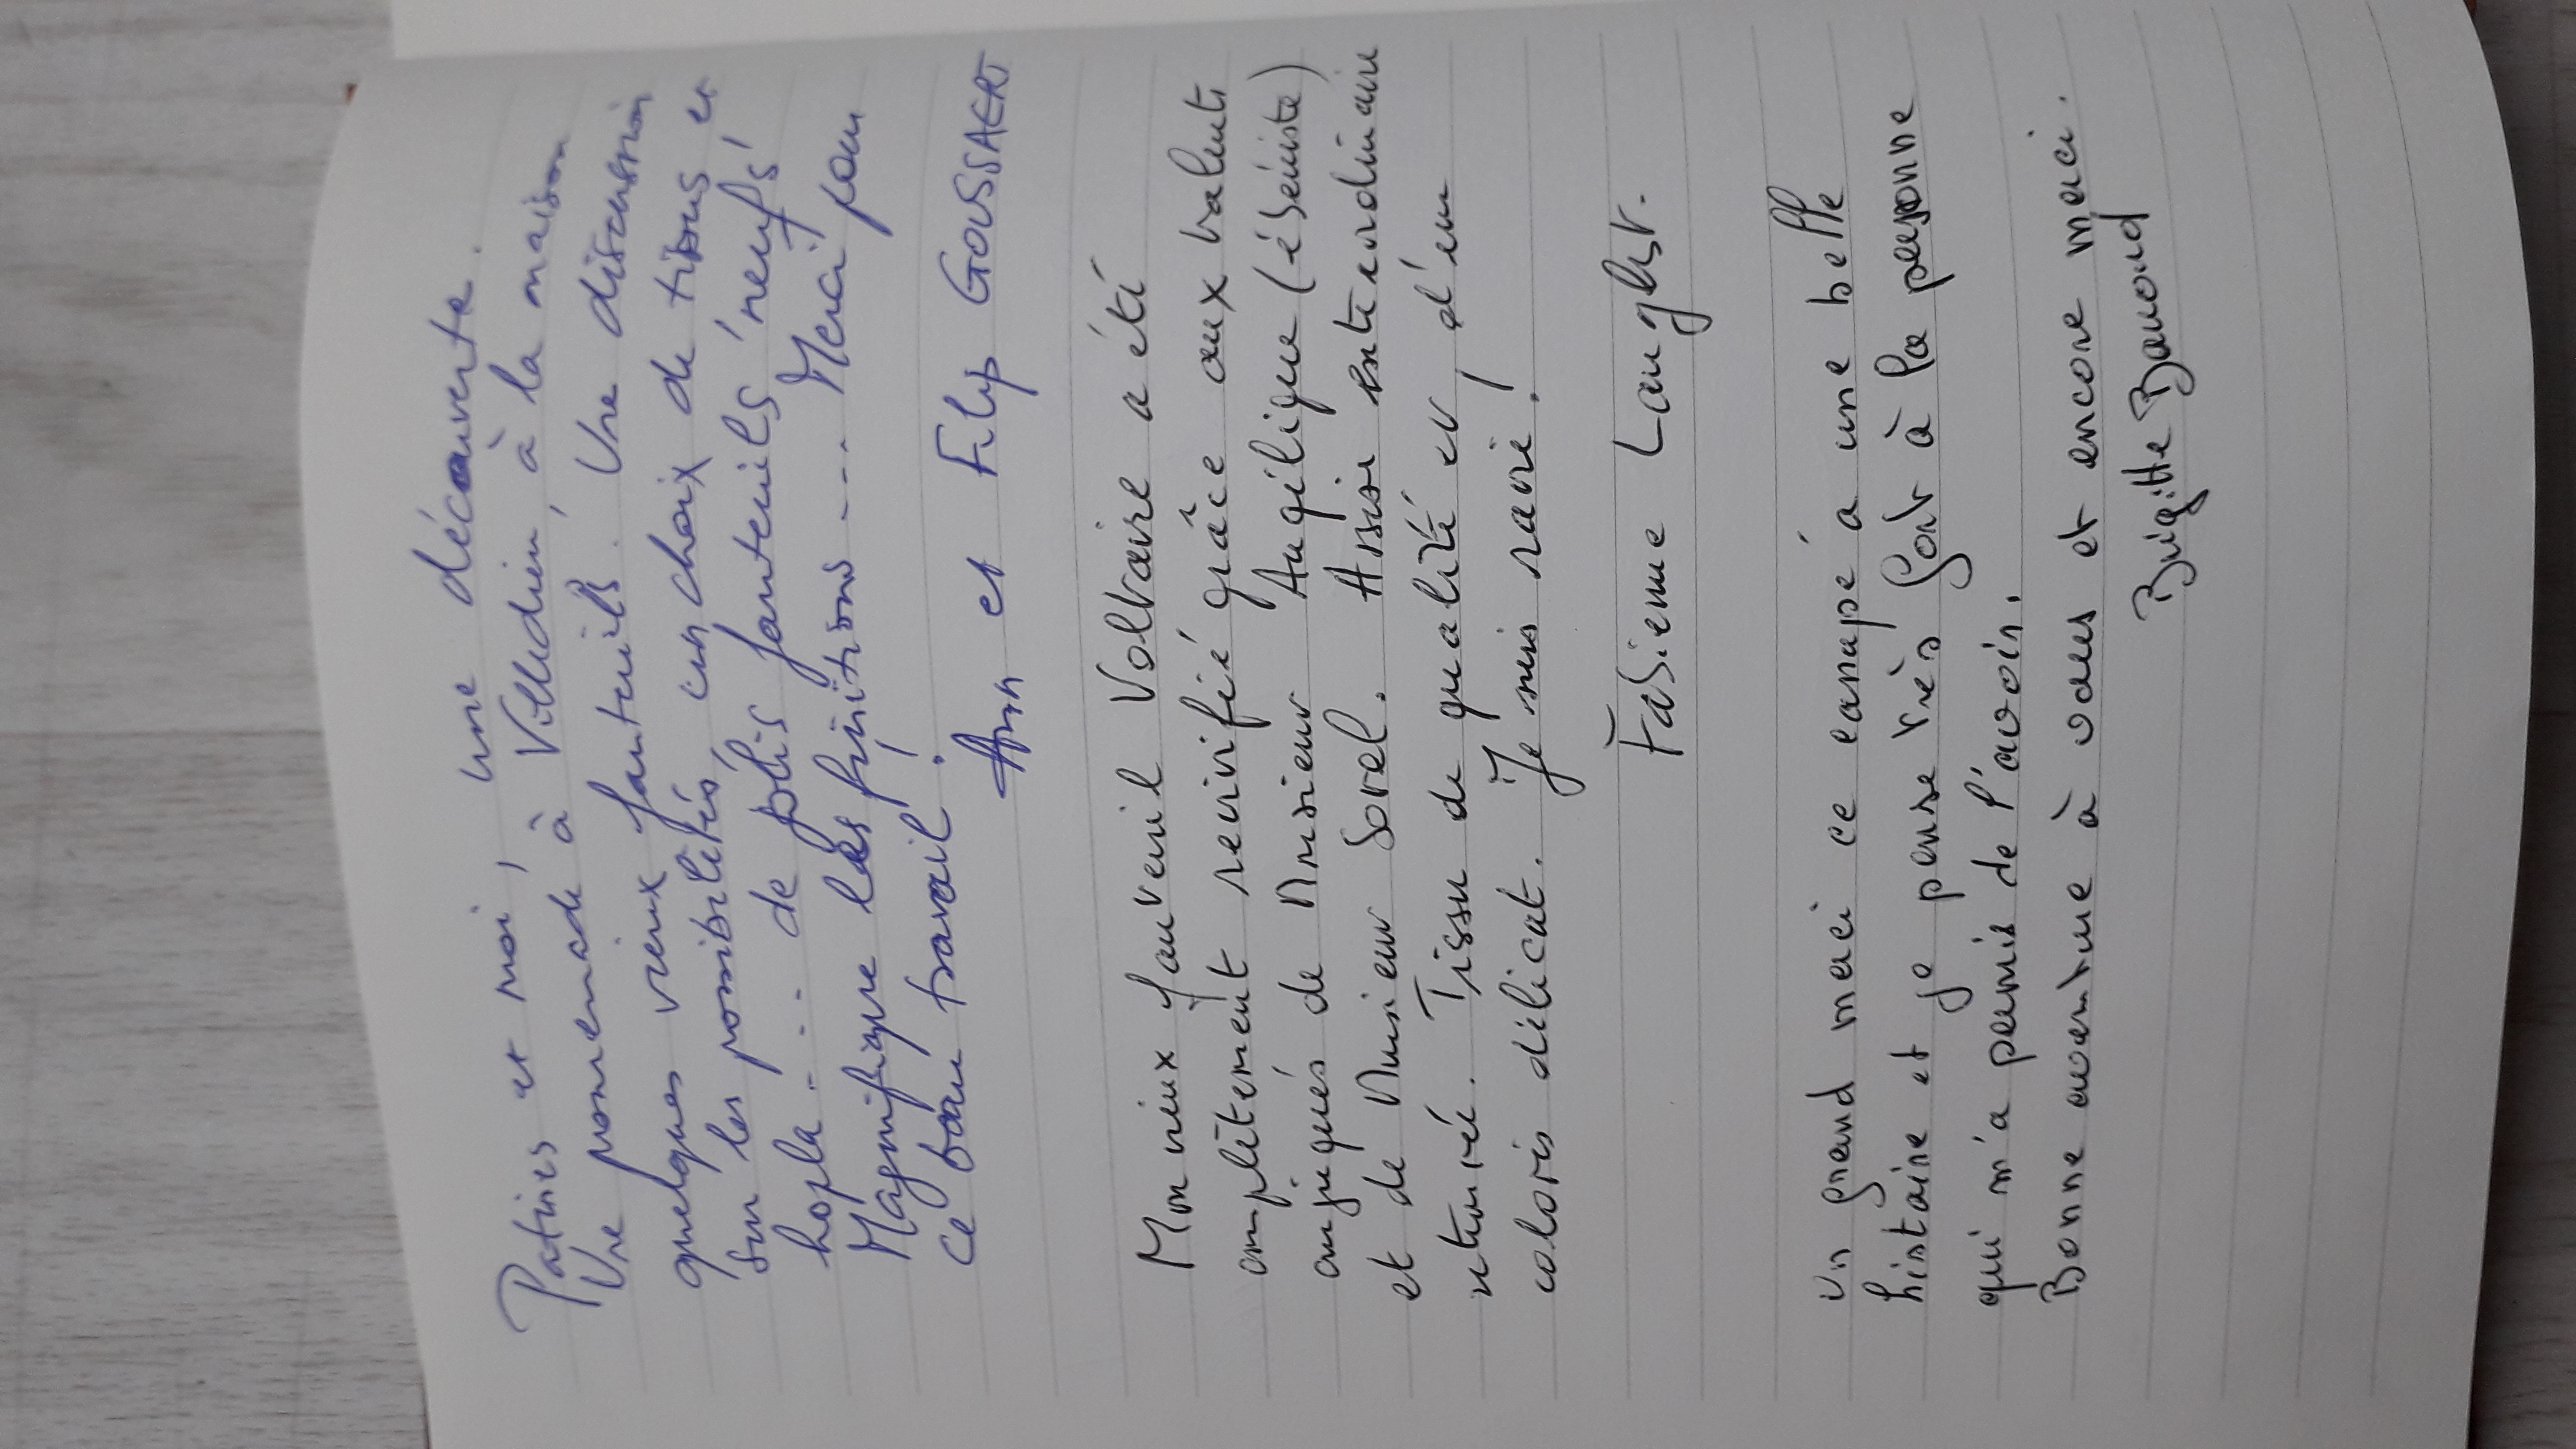 Patines et moi, une découverte.
Une promenade à Villedieu, à la maison
quelques vieux fauteuils. Une discussion
sur les possibilités, un choix de tissus et
hopla .... de jolis fauteuils 'neufs'
Magnifique les finitions .... Merci pour
ce beau travail !
Ann et Filip GOUSSAERT
Mon vieux fauteuil Voltaire a été
complètement revivifié grâce aux talents
conjugués de Monsieur Angélique (ébéniste)
et de Monsieur Sorel. Assise extraordinaire
retrouvée. Tissu de qualité et, d'un
coloris délicat. Je suis ravie !
Fabienne
Un grand merci ce canapé a une belle
histoire et je pense très fort à la personne
qui m'a permis de l'avoir.
Bonne aventure à vous et encore merci.
Brigitte